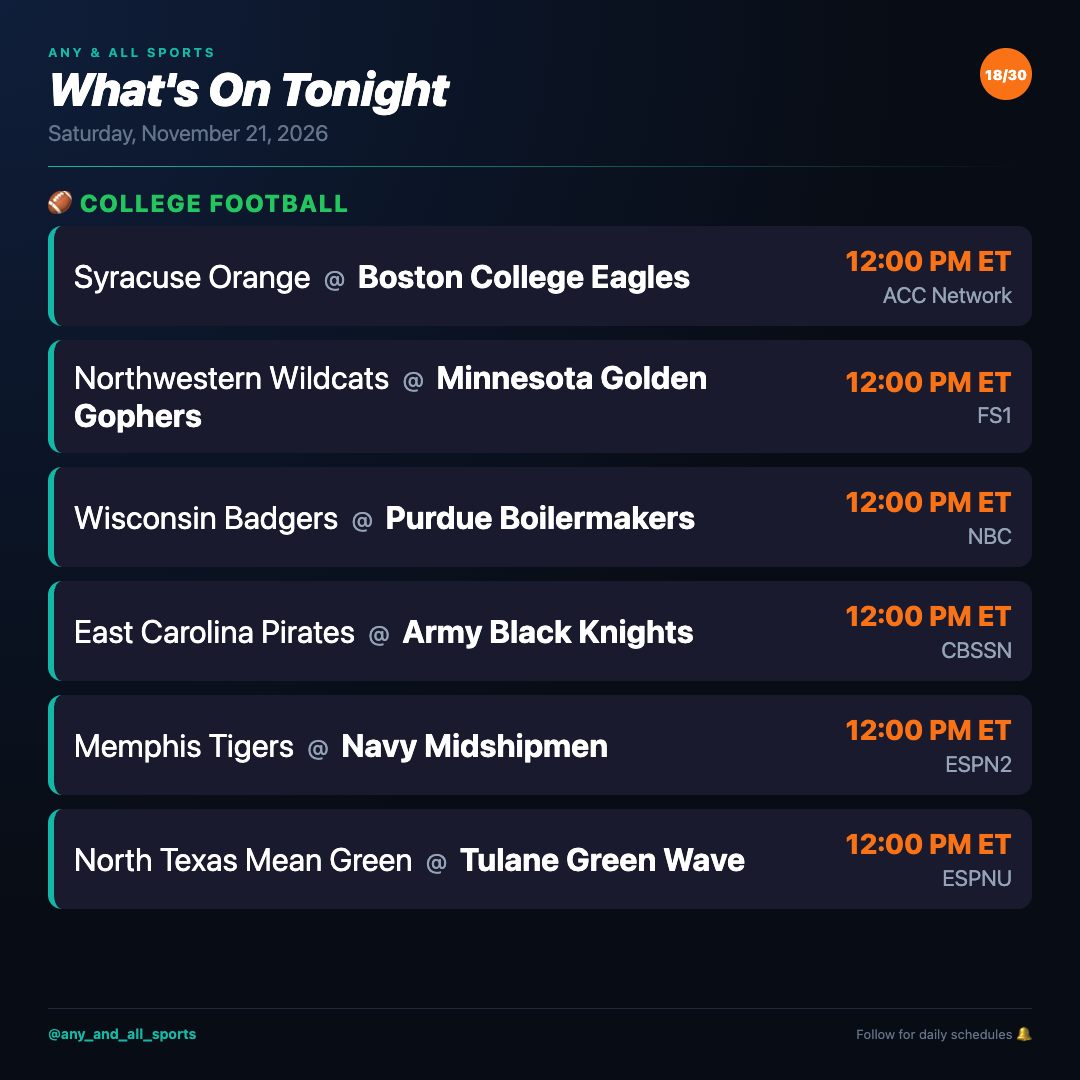 ANY & ALL SPORTS
What's On Tonight
18/30
Saturday, November 21, 2026
🏈 COLLEGE FOOTBALL
Syracuse Orange @ Boston College Eagles
12:00 PM ET
ACC Network
Northwestern Wildcats @ Minnesota Golden
Gophers
12:00 PM ET
FS1
Wisconsin Badgers @ Purdue Boilermakers
12:00 PM ET
NBC
East Carolina Pirates @ Army Black Knights
12:00 PM ET
CBSSN
Memphis Tigers @ Navy Midshipmen
12:00 PM ET
ESPN2
North Texas Mean Green @ Tulane Green Wave
12:00 PM ET
ESPNU
@any_and_all_sports
Follow for daily schedules 🔔